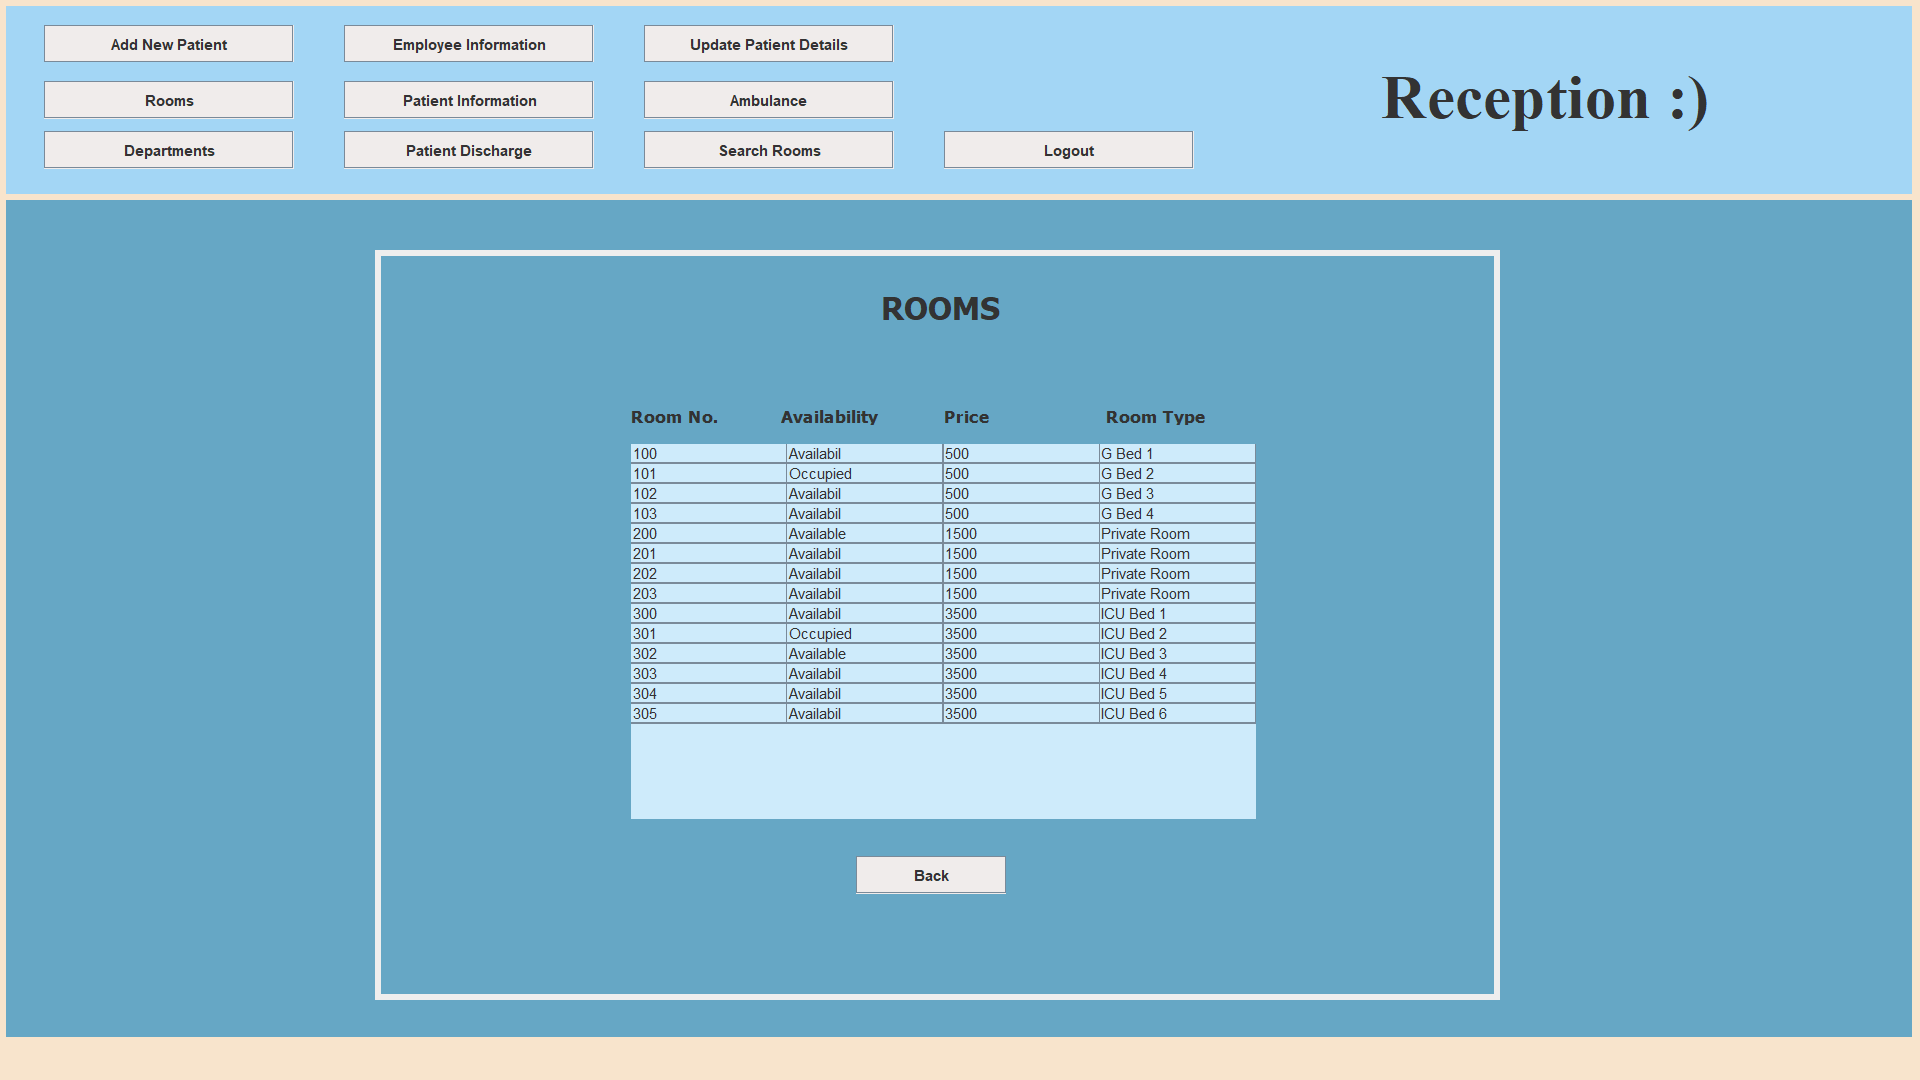 Add New Patient Employee Information Update Patient Details
Reception :)
Rooms Patient Information Ambulance
Departments Patient Discharge Search Rooms Logout
ROOMS
Room No. Availability Price Room Type
100 Availabil 500 G Bed 1
101 Occupied 500 G Bed 2
102 Availabil 500 G Bed 3
103 Availabil 500 G Bed 4
200 Available 1500 Private Room
201 Availabil 1500 Private Room
202 Availabil 1500 Private Room
203 Availabil 1500 Private Room
300 Availabil 3500 ICU Bed 1
301 Occupied 3500 ICU Bed 2
302 Available 3500 ICU Bed 3
303 Availabil 3500 ICU Bed 4
304 Availabil 3500 ICU Bed 5
305 Availabil 3500 ICU Bed 6
Back